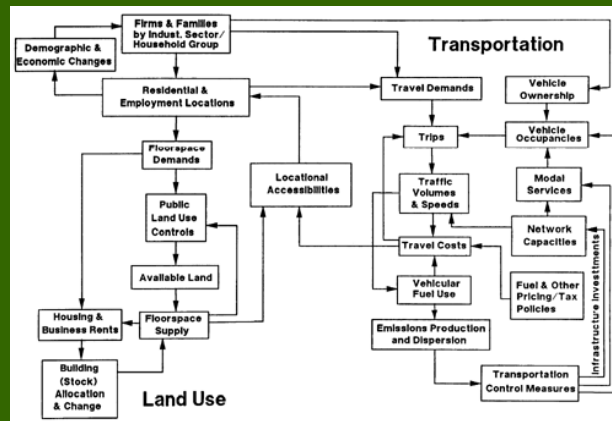 Firms & Families
by Indust. Sector/
Household Group
Transportation
Demographic &
Economic Changes
Residential &
Employment Locations
Travel Demands
Vehicle
Ownership
Trips
Vehicle
Occupancies
Floorspace
Demands
Locational
Accessibilities
Traffic
Volumes
& Speeds
Modal
Services
Public
Land Use
Controls
Network
Capacities
Travel Costs
Available Land
Vehicular
Fuel Use
Fuel & Other
Pricing/Tax
Policies
Infrastructure Investtments
Housing &
Business Rents
Floorspace
Supply
Emissions Production
and Dispersion
Building
(Stock)
Allocation
& Change
Land Use
Transportation
Control Measures